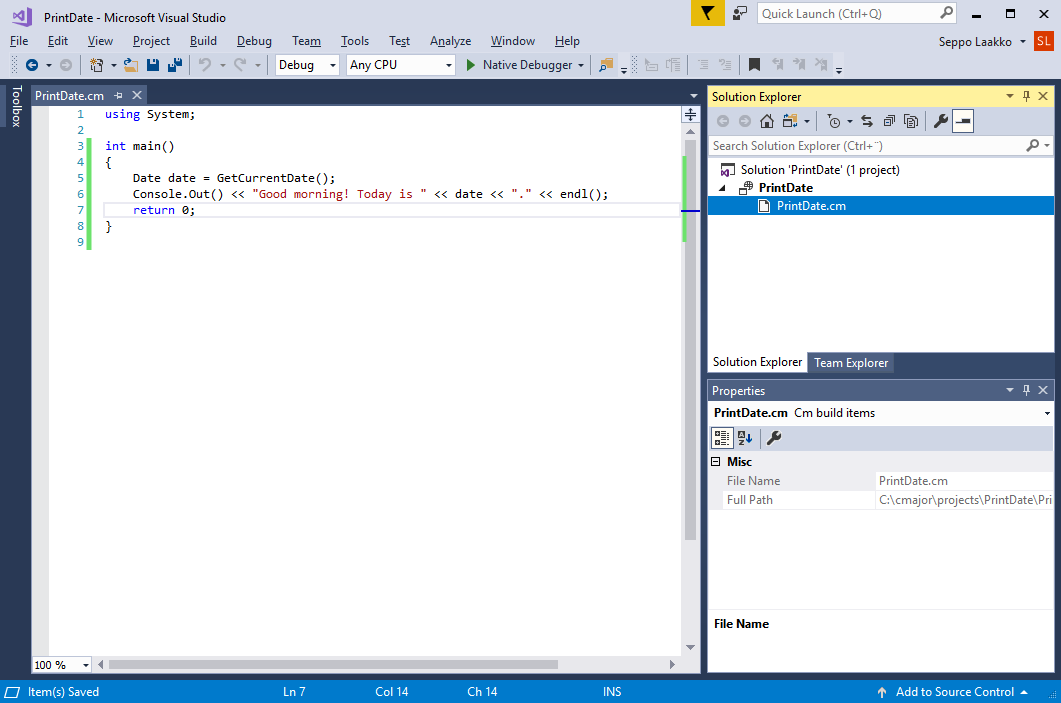 PrintDate - Microsoft Visual Studio
Quick Launch (Ctrl+Q)
File Edit View Project Build Debug Team Tools Test Analyze Window Help
Seppo Laakko SL
Debug Any CPU Native Debugger
Toolbox
PrintDate.cm
1 using System;
2
3 int main()
4 {
5 Date date = GetCurrentDate();
6 Console.Out() << "Good morning! Today is " << date << "." << endl();
7 return 0;
8 }
9
100 %
Solution Explorer
Search Solution Explorer (Ctrl+¨)
Solution 'PrintDate' (1 project)
PrintDate
PrintDate.cm
Solution Explorer Team Explorer
Properties
PrintDate.cm Cm build items
Misc
File Name PrintDate.cm
Full Path C:\cmajor\projects\PrintDate\Pri
File Name
Item(s) Saved Ln 7 Col 14 Ch 14 INS Add to Source Control